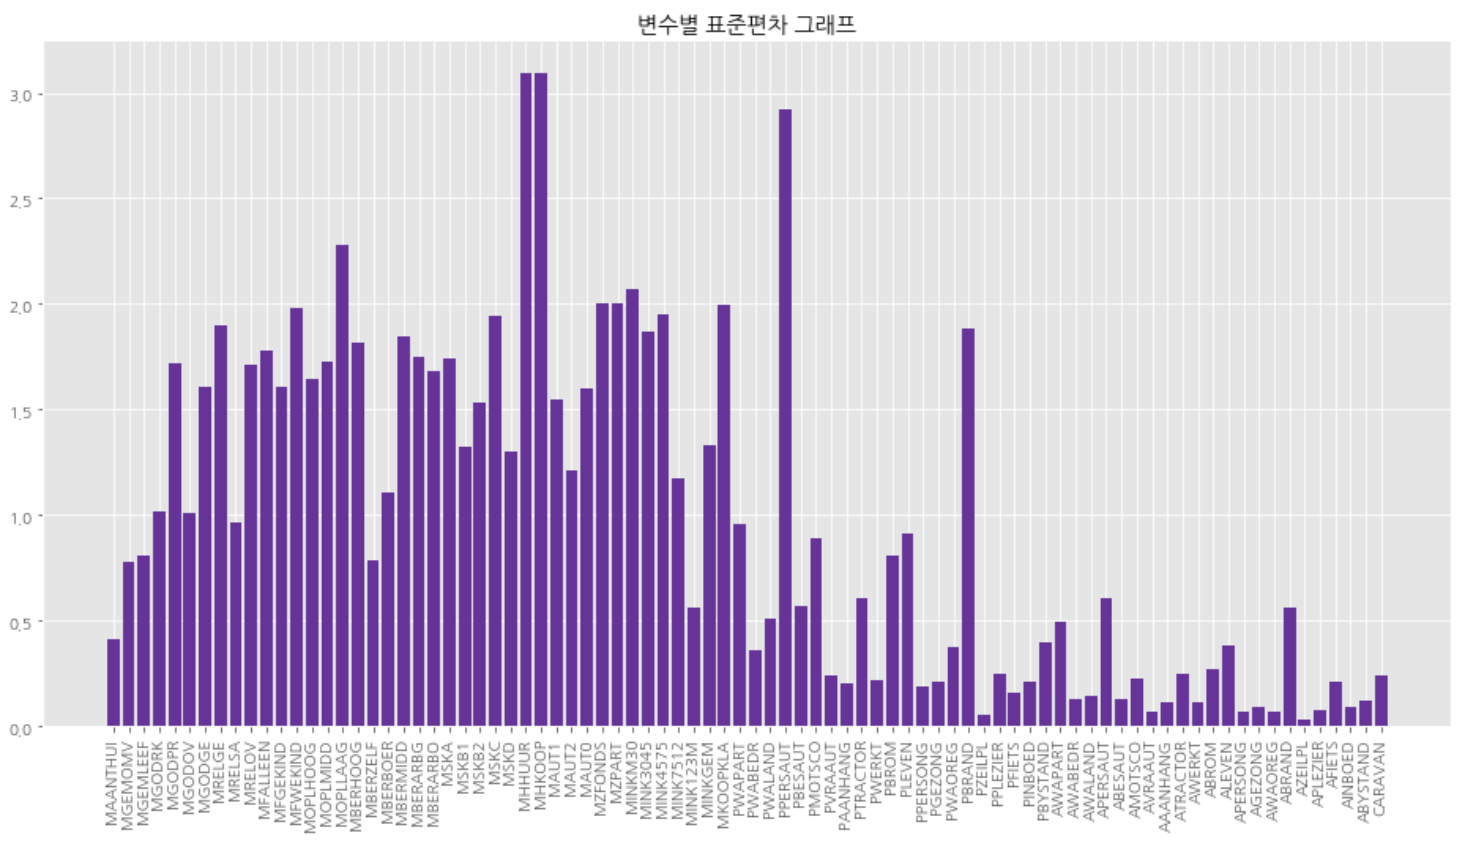 변수별 표준편차 그래프
3.0
2.5
2.0
1.5
1.0
0.5
0.0
MAANTHUI
MGEMOMV
MGEMLEEF
MGODRK
MGODPR
MGODOV
MGODGE
MRELGE
MRELSA
MRELOV
MFALLEEN
MFGEKIND
MFWEKIND
MOPLHOOG
MOPLMIDD
MOPLLAAG
MBERHOOG
MBERZELF
MBERBOER
MBERMIDD
MBERARBG
MBERARBO
MSKA
MSKB1
MSKB2
MSKC
MSKD
MHHUUR
MHKOOP
MAUT1
MAUT2
MAUT0
MZFONDS
MZPART
MINKM30
MINK3045
MINK4575
MINK7512
MINK123M
MINKGEM
MKOOPKLA
PWAPART
PWABEDR
PWALAND
PPERSAUT
PBESAUT
PMOTSCO
PVRAAUT
PAANHANG
PTRACTOR
PWERKT
PBROM
PLEVEN
PPERSONG
PGEZONG
PWAOREG
PBRAND
PZEILPL
PPLEZIER
PFIETS
PINBOED
PBYSTAND
AWAPART
AWABEDR
AWALAND
APERSAUT
ABESAUT
AMOTSCO
AVRAAUT
AAANHANG
ATRACTOR
AWERKT
ABROM
ALEVEN
APERSONG
AGEZONG
AWAOREG
ABRAND
AZEILPL
APLEZIER
AFIETS
AINBOED
ABYSTAND
CARAVAN